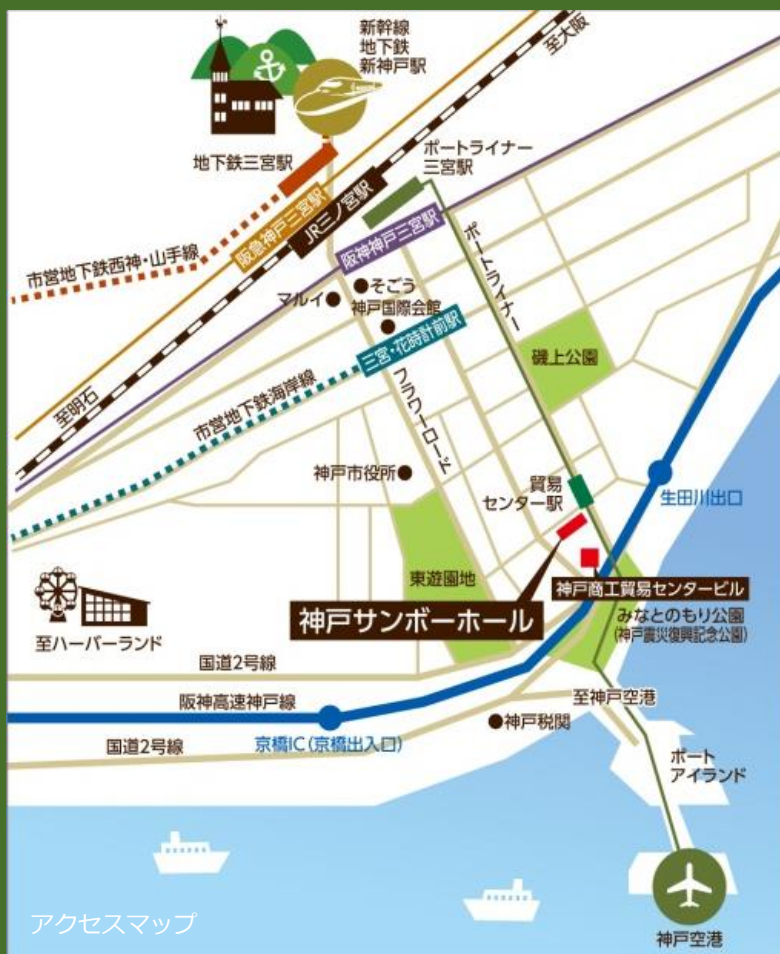 新幹線
地下鉄
新神戸駅
至大阪
地下鉄三宮駅
ポートライナー
三宮駅
阪急神戸三宮駅
JR三ノ宮駅
阪神神戸三宮駅
市営地下鉄西神・山手線
マルイ
そごう
神戸国際会館
ポートライナー
三宮・花時計前駅
磯上公園
至明石
市営地下鉄海岸線
フラワーロード
神戸市役所
貿易
センター駅
生田川出口
東遊園地
神戸商工貿易センタービル
神戸サンボーホール
みなとのもり公園
(神戸震災復興記念公園)
至ハーバーランド
国道2号線
阪神高速神戸線
至神戸空港
神戸税関
国道2号線
京橋IC(京橋出入口)
ポート
アイランド
アクセスマップ
神戸空港